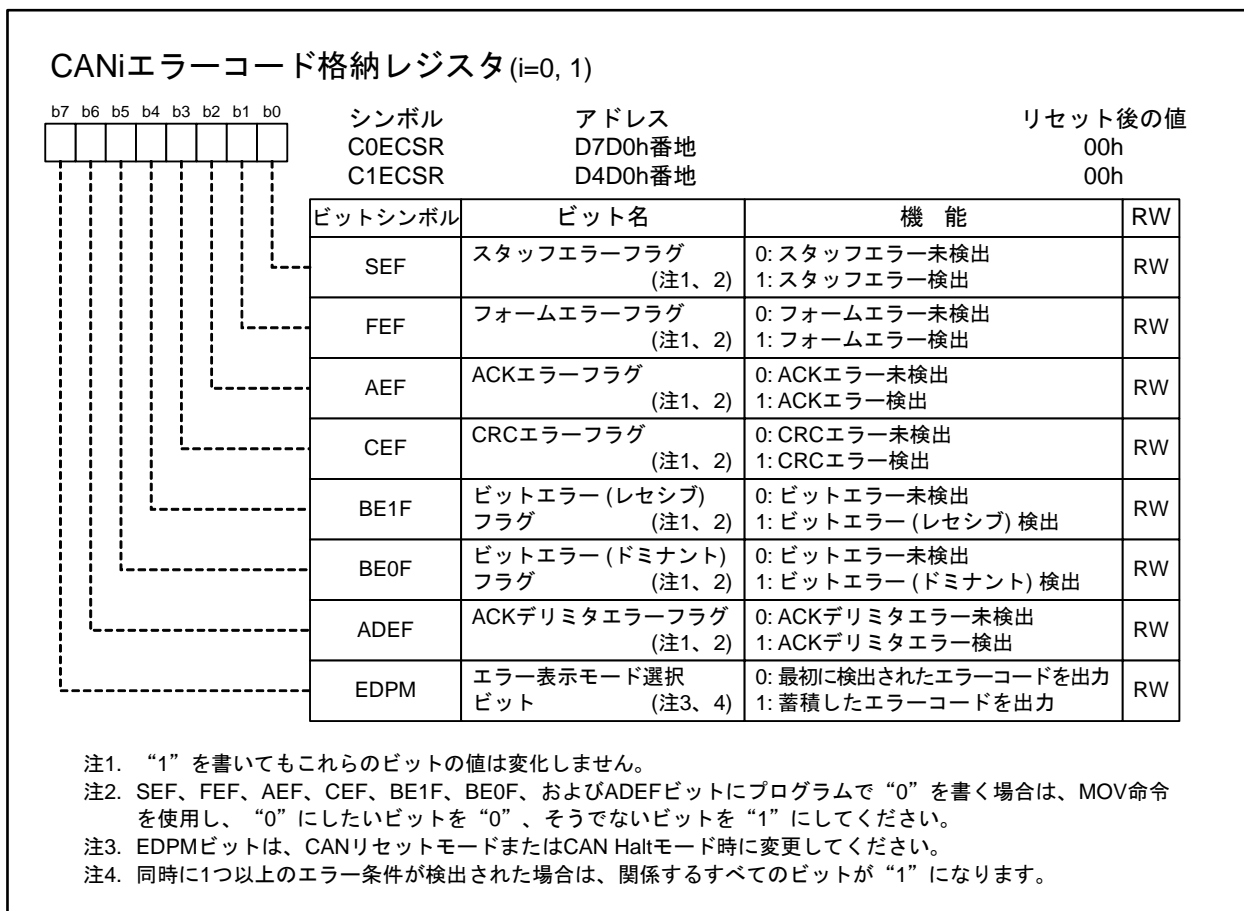 CANiエラーコード格納レジスタ(i=0, 1)
b7 b6 b5 b4 b3 b2 b1 b0
シンボル アドレス リセット後の値
C0ECSR D7D0h番地 00h
C1ECSR D4D0h番地 00h
ビットシンボル ビット名 機 能 RW
SEF スタッフエラーフラグ (注1、2) 0: スタッフエラー未検出 RW
1: スタッフエラー検出
FEF フォームエラーフラグ (注1、2) 0: フォームエラー未検出 RW
1: フォームエラー検出
AEF ACKエラーフラグ (注1、2) 0: ACKエラー未検出 RW
1: ACKエラー検出
CEF CRCエラーフラグ (注1、2) 0: CRCエラー未検出 RW
1: CRCエラー検出
BE1F ビットエラー (レセシブ) 0: ビットエラー未検出 RW
フラグ (注1、2) 1: ビットエラー (レセシブ) 検出
BE0F ビットエラー (ドミナント) 0: ビットエラー未検出 RW
フラグ (注1、2) 1: ビットエラー (ドミナント) 検出
ADEF ACKデリミタエラーフラグ (注1、2) 0: ACKデリミタエラー未検出 RW
1: ACKデリミタエラー検出
EDPM エラー表示モード選択 0: 最初に検出されたエラーコードを出力 RW
ビット (注3、4) 1: 蓄積したエラーコードを出力
注1. “1”を書いてもこれらのビットの値は変化しません。
注2. SEF、FEF、AEF、CEF、BE1F、BE0F、およびADEFビットにプログラムで“0”を書く場合は、MOV命令
を使用し、“0”にしたいビットを“0”、そうでないビットを“1”にしてください。
注3. EDPMビットは、CANリセットモードまたはCAN Haltモード時に変更してください。
注4. 同時に1つ以上のエラー条件が検出された場合は、関係するすべてのビットが“1”になります。